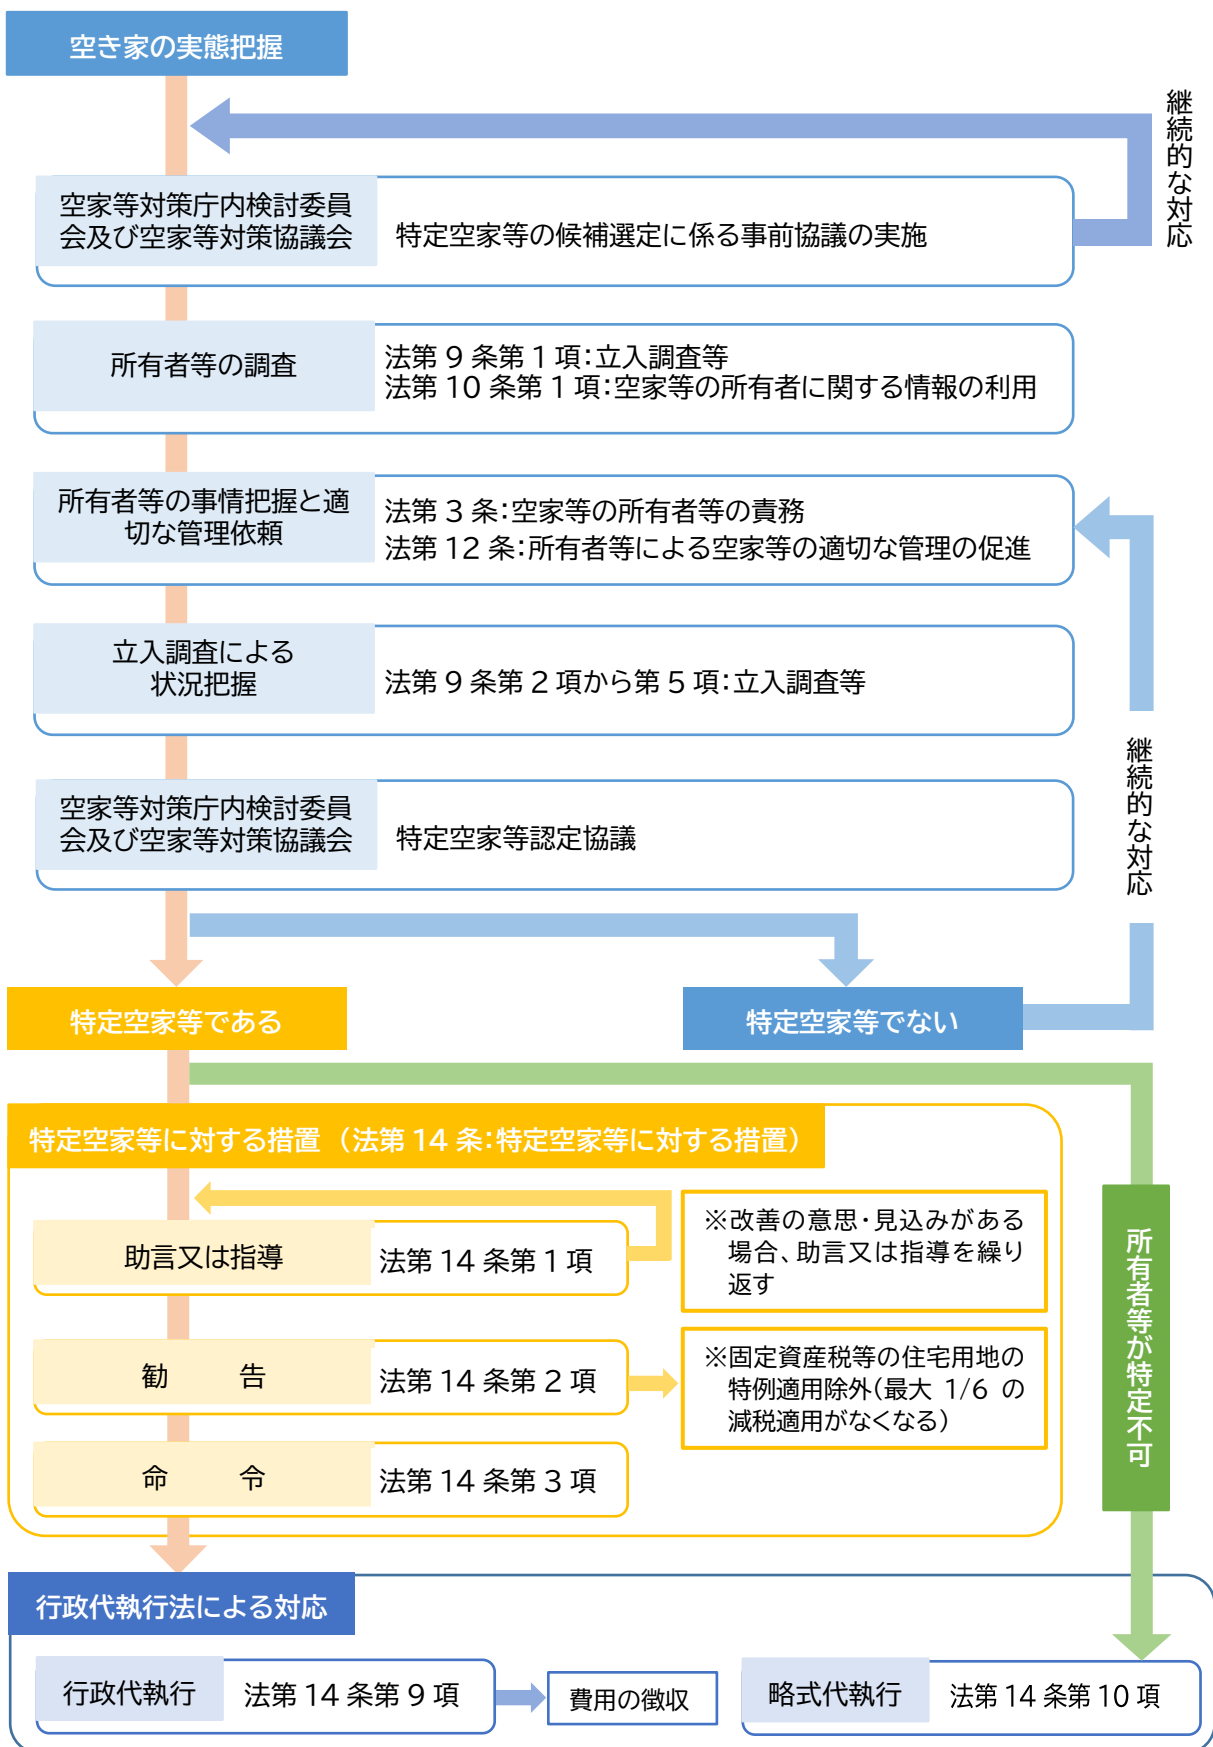 空き家の実態把握
継続的な対応
空家等対策庁内検討委員
会及び空家等対策協議会
特定空家等の候補選定に係る事前協議の実施
所有者等の調査
法第 9 条第 1 項：立入調査等
法第 10 条第 1 項：空家等の所有者に関する情報の利用
所有者等の事情把握と適
切な管理依頼
法第 3 条：空家等の所有者等の責務
法第 12 条：所有者等による空家等の適切な管理の促進
立入調査による
状況把握
法第 9 条第 2 項から第 5 項：立入調査等
継続的な対応
空家等対策庁内検討委員
会及び空家等対策協議会
特定空家等認定協議
特定空家等である
特定空家等でない
特定空家等に対する措置 （法第 14 条：特定空家等に対する措置）
助言又は指導
法第 14 条第 1 項
※改善の意思・見込みがある
場合、助言又は指導を繰り
返す
所有者等が特定不可
勧 告
法第 14 条第 2 項
※固定資産税等の住宅用地の
特例適用除外（最大 1/6 の
減税適用がなくなる）
命 令
法第 14 条第 3 項
行政代執行法による対応
行政代執行
法第 14 条第 9 項
費用の徴収
略式代執行
法第 14 条第 10 項